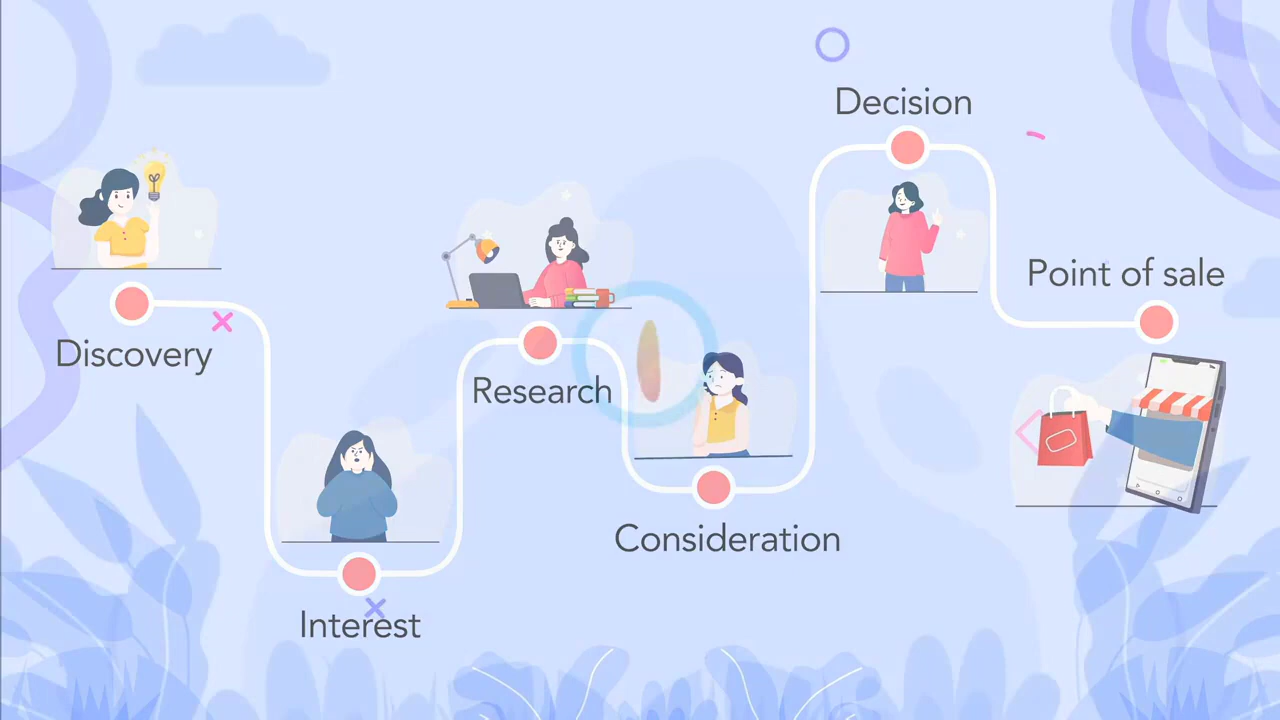 Discovery
Interest
Research
Consideration
Decision
Point of sale